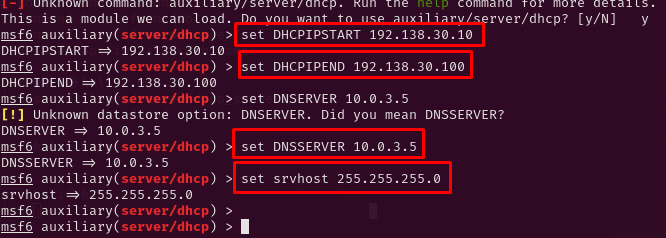 [-] Unknown command: auxiliary/server/dhcp. Run the help command for more details.
This is a module we can load. Do you want to use auxiliary/server/dhcp? [y/N]   y
msf6 auxiliary(server/dhcp) > set DHCPIPSTART 192.138.30.10
DHCPIPSTART => 192.138.30.10
msf6 auxiliary(server/dhcp) > set DHCPIPEND 192.138.30.100
DHCPIPEND => 192.138.30.100
msf6 auxiliary(server/dhcp) > set DNSERVER 10.0.3.5
[!] Unknown datastore option: DNSERVER. Did you mean DNSSERVER?
DNSERVER => 10.0.3.5
msf6 auxiliary(server/dhcp) > set DNSSERVER 10.0.3.5
DNSSERVER => 10.0.3.5
msf6 auxiliary(server/dhcp) > set srvhost 255.255.255.0
srvhost => 255.255.255.0
msf6 auxiliary(server/dhcp) >
msf6 auxiliary(server/dhcp) >